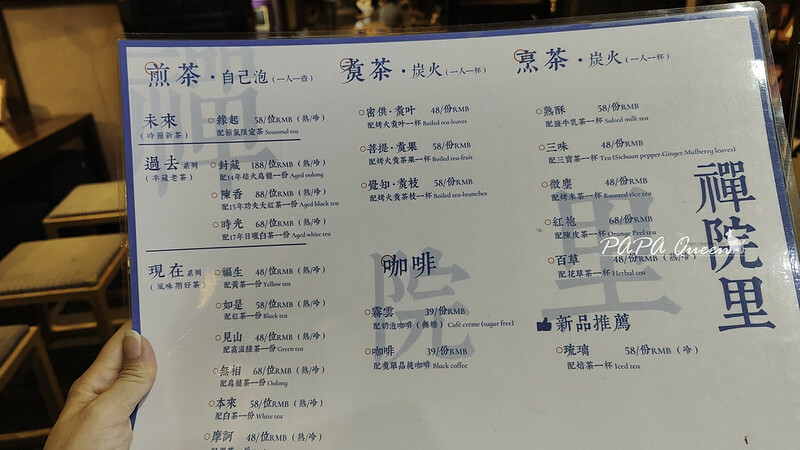 煎茶·自己泡(一人一壺)
未來
(時節新茶)
緣起 58/位RMB (熱/冷)
配節氣限定茶 Seasonal tea
過去系列
(年藏老茶)
封藏 188/位RMB (熱/冷)
配14年焙火烏龍一份 Aged oolong
陳香 88/位RMB (熱/冷)
配15年功夫大紅茶一份 Aged black tea
時光 68/位RMB (熱/冷)
配17年日曬白茶一份 Aged white tea
現在系列
(風味期好茶)
福生 48/位RMB (熱/冷)
配黃茶一份 Yellow tea
如是 58/位RMB (熱/冷)
配紅茶一份 Black tea
見山 48/位RMB (熱/冷)
配高溫綠茶一份 Green tea
無相 68/位RMB (熱/冷)
配烏龍茶一份 Oolong
本來 58/位RMB (熱/冷)
配白茶一份 White tea
摩訶 48/位RMB (熱/冷)
煮茶·炭火(一人一杯)
密供·煮叶 48/份RMB
配烤火煮叶一杯 Boiled tea-leaves
菩提·煮果 58/份RMB
配烤火煮茶果一杯 Boiled tea-fruit
覺知·煮枝 58/份RMB
配烤火煮茶枝一杯 Boiled tea-branches
咖啡
霧雲 39/份RMB
配奶泡咖啡(無糖) Café crème (sugar free)
咖啡 39/份RMB
配煮單品純咖啡 Black coffee
烹茶·炭火(一人一杯)
熟酥 58/份RMB
配鹽牛乳茶一杯 Salted milk tea
三味 48/份RMB
配三寶茶一杯 Tea (Sichuan pepper.Ginger.Mulberry leaves)
微塵 48/份RMB
配烤米茶一杯 Roasted rice tea
紅袍 68/份RMB
配陳皮茶一杯 Orange Peel tea
百草 48/份RMB (熱/冷)
配花草茶一杯 Herbal tea
新品推薦
琉璃 58/份RMB (冷)
配焙茶一杯 Iced tea
禪院里
禪
院
里
PAPA Queen